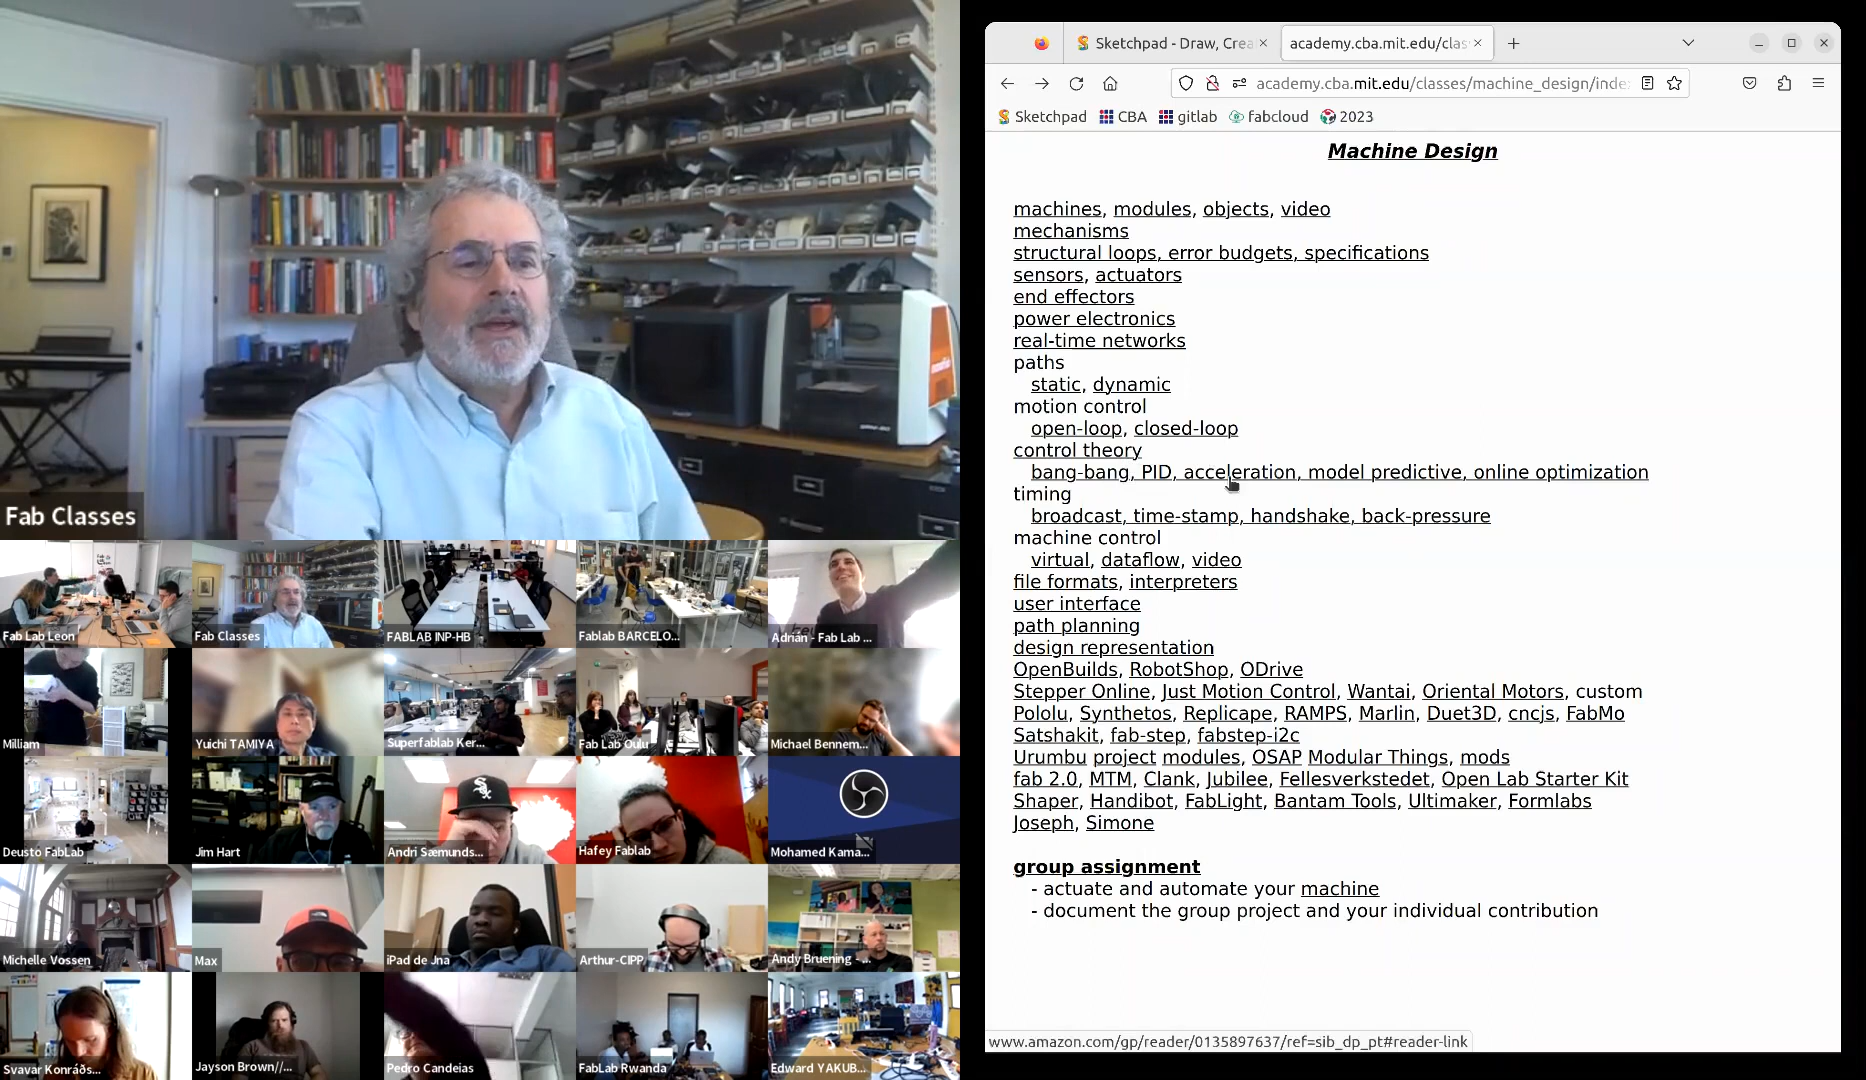 Fab Classes
Fab Lab Leon
Fab Classes
FABLAB INP-HB
Fablab BARCELO...
Adrián - Fab Lab ...
Milliam
Yuichi TAMIYA
Superfablab Ker...
Fab Lab Oulu
Michael Bennem...
Deusto FabLab
Jim Hart
Andri Sæmunds...
Hafey Fablab
Mohamed Kama...
Michelle Vossen
Max
iPad de Jna
Arthur-CIPP
Andy Bruening - ...
Svavar Konráðs...
Jayson Brown//...
Pedro Candeias
FabLab Rwanda
Edward YAKUB...
Sketchpad - Draw, Crea
academy.cba.mit.edu/clas
academy.cba.mit.edu/classes/machine_design/inde
Sketchpad CBA gitlab fabcloud 2023
Machine Design
machines, modules, objects, video
mechanisms
structural loops, error budgets, specifications
sensors, actuators
end effectors
power electronics
real-time networks
paths
static, dynamic
motion control
open-loop, closed-loop
control theory
bang-bang, PID, acceleration, model predictive, online optimization
timing
broadcast, time-stamp, handshake, back-pressure
machine control
virtual, dataflow, video
file formats, interpreters
user interface
path planning
design representation
OpenBuilds, RobotShop, ODrive
Stepper Online, Just Motion Control, Wantai, Oriental Motors, custom
Pololu, Synthetos, Replicape, RAMPS, Marlin, Duet3D, cncjs, FabMo
Satshakit, fab-step, fabstep-i2c
Urumbu project modules, OSAP Modular Things, mods
fab 2.0, MTM, Clank, Jubilee, Fellesverkstedet, Open Lab Starter Kit
Shaper, Handibot, FabLight, Bantam Tools, Ultimaker, Formlabs
Joseph, Simone
group assignment
- actuate and automate your machine
- document the group project and your individual contribution
www.amazon.com/gp/reader/0135897637/ref=sib_dp_pt#reader-link